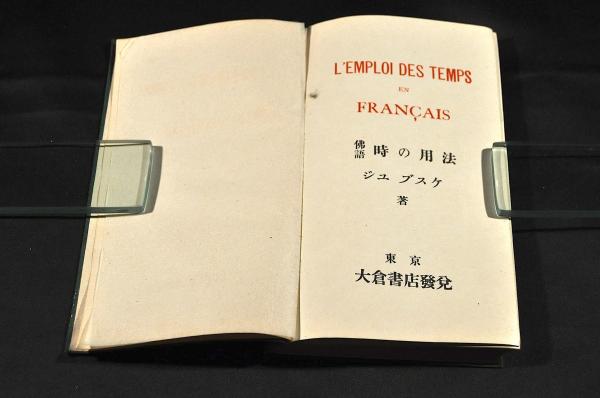 L'EMPLOI DES TEMPS
EN
FRANÇAIS
佛語 時の用法
ジユ ブスケ
著
東京
大倉書店發兌